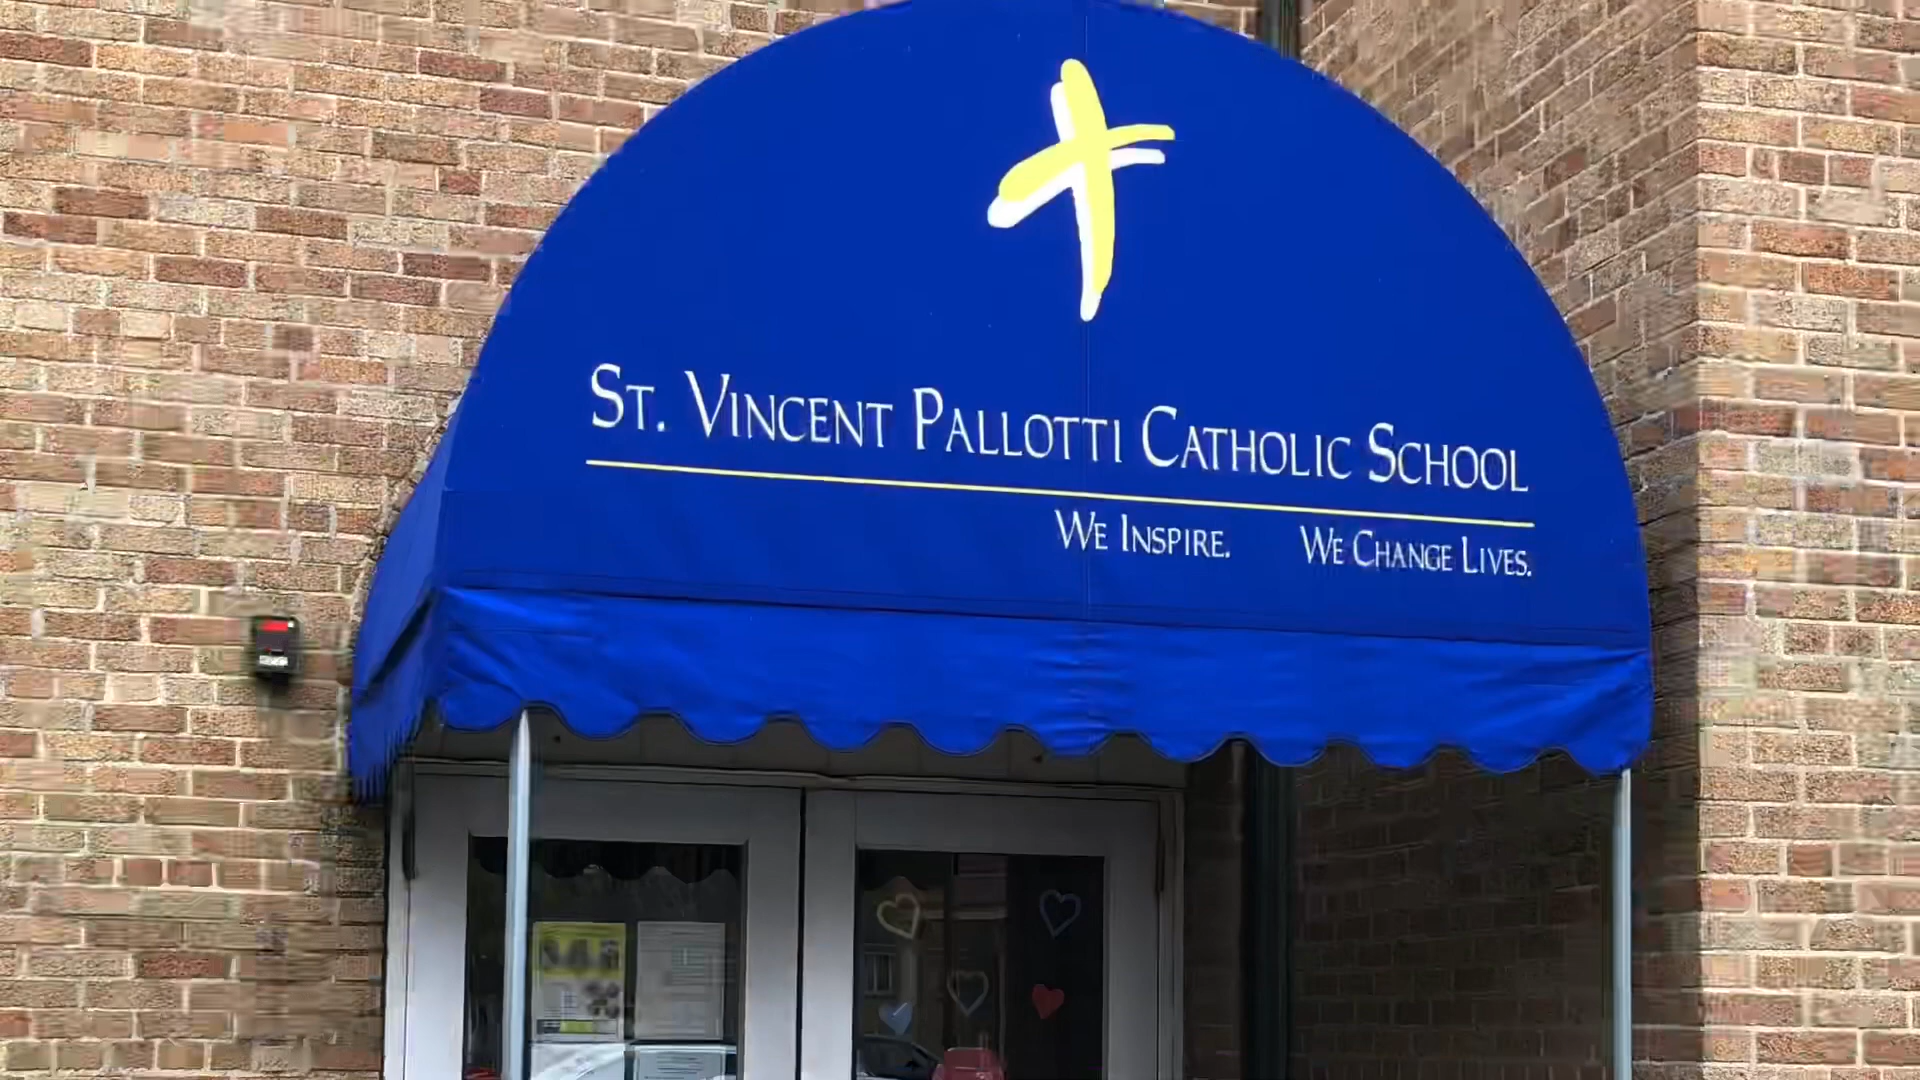 ST. VINCENT PALLOTTI CATHOLIC SCHOOL
WE INSPIRE. WE CHANGE LIVES.